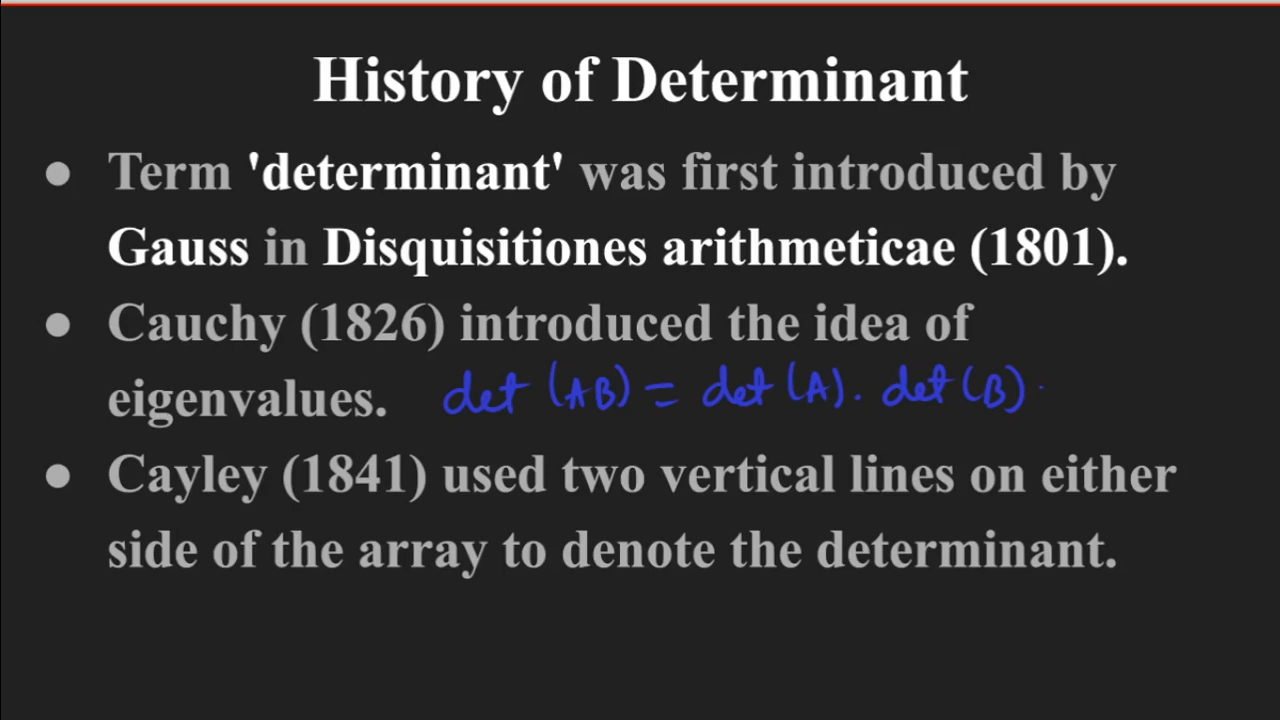 History of Determinant
● Term 'determinant' was first introduced by
Gauss in Disquisitiones arithmeticae (1801).
● Cauchy (1826) introduced the idea of
eigenvalues. det (AB) = det (A). det (B).
● Cayley (1841) used two vertical lines on either
side of the array to denote the determinant.